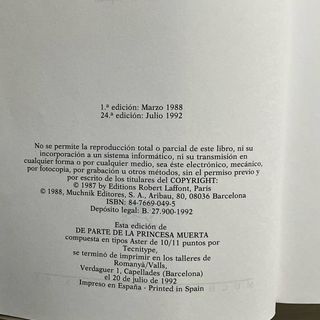 1.ª edición: Marzo 1988
24.ª edición: Julio 1992
No se permite la reproducción total o parcial de este libro, ni su
incorporación a un sistema informático, ni su transmisión en
cualquier forma o por cualquier medio, sea éste electrónico, mecánico,
por fotocopia, por grabación u otros métodos, sin el permiso previo y
por escrito de los titulares del COPYRIGHT:
© 1987 by Editions Robert Laffont, Paris
© 1988, Muchnik Editores, S. A., Aribau, 80, 08036 Barcelona
ISBN: 84-7669-049-5
Depósito legal: B. 27.900-1992
Esta edición de
DE PARTE DE LA PRINCESA MUERTA
compuesta en tipos Aster de 10/11 puntos por
Tecnitype,
se terminó de imprimir en los talleres de
Romanyà/Valls,
Verdaguer 1, Capellades (Barcelona)
el 20 de julio de 1992
Impreso en España - Printed in Spain